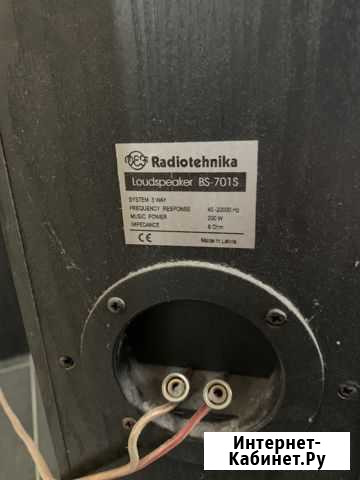 Radiotehnika
Loudspeaker BS-701S
SYSTEM 3 WAY
FREQUENCY RESPONSE 40 -22000 Hz
MUSIC POWER 200 W
IMPEDANCE 8 Ohm
CE Made in Latvia
Интернет-
Кабинет.Ру